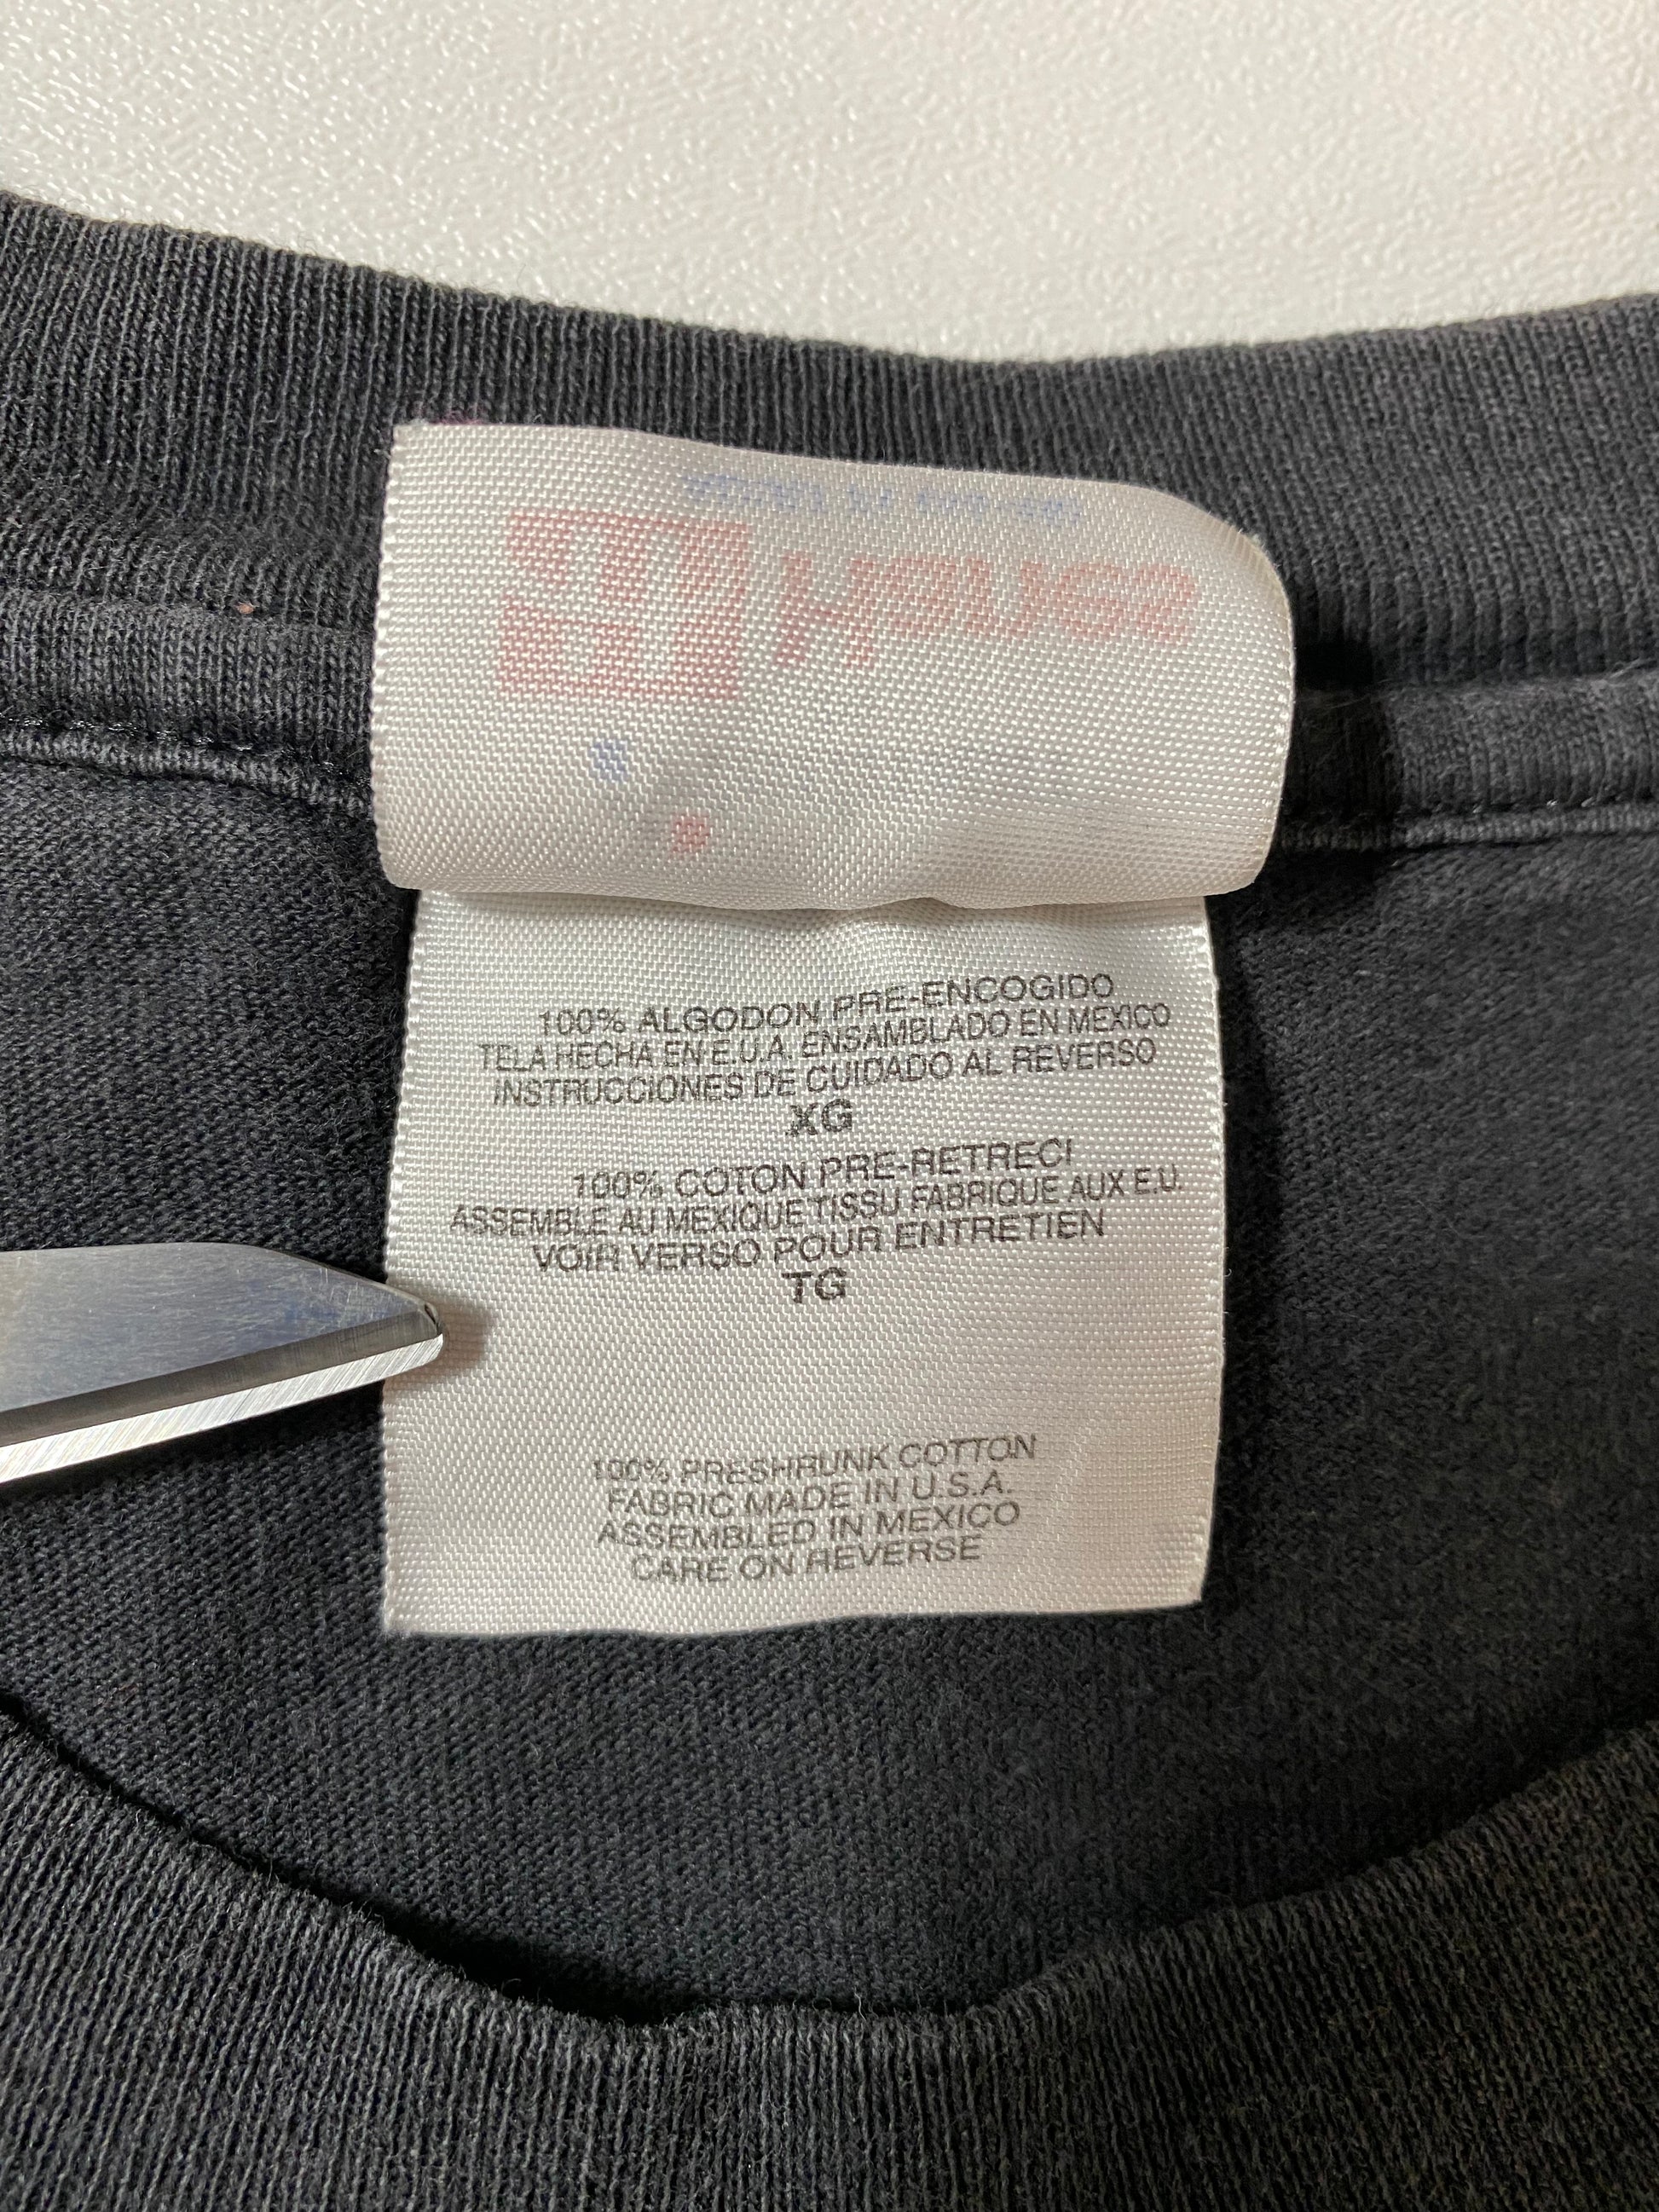 100% ALGODON PRE-ENCOGIDO
TELA HECHA EN E.U.A. ENSAMBLADO EN MEXICO
INSTRUCCIONES DE CUIDADO AL REVERSO
XG
100% COTON PRE-RETRECI
ASSEMBLE AU MEXIQUE TISSU FABRIQUE AUX E.U.
VOIR VERSO POUR ENTRETIEN
TG
100% PRESHRUNK COTTON
FABRIC MADE IN U.S.A.
ASSEMBLED IN MEXICO
CARE ON REVERSE